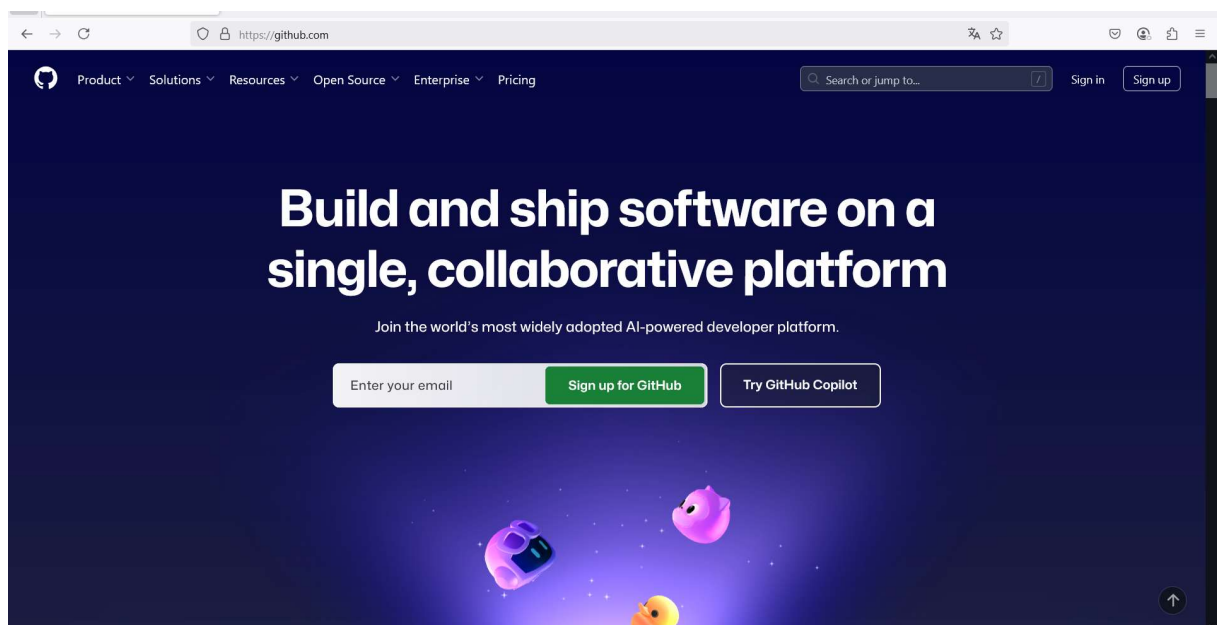 https://github.com
Product Solutions Resources Open Source Enterprise Pricing Search or jump to... / Sign in Sign up
Build and ship software on a
single, collaborative platform
Join the world's most widely adopted AI-powered developer platform.
Enter your email Sign up for GitHub Try GitHub Copilot